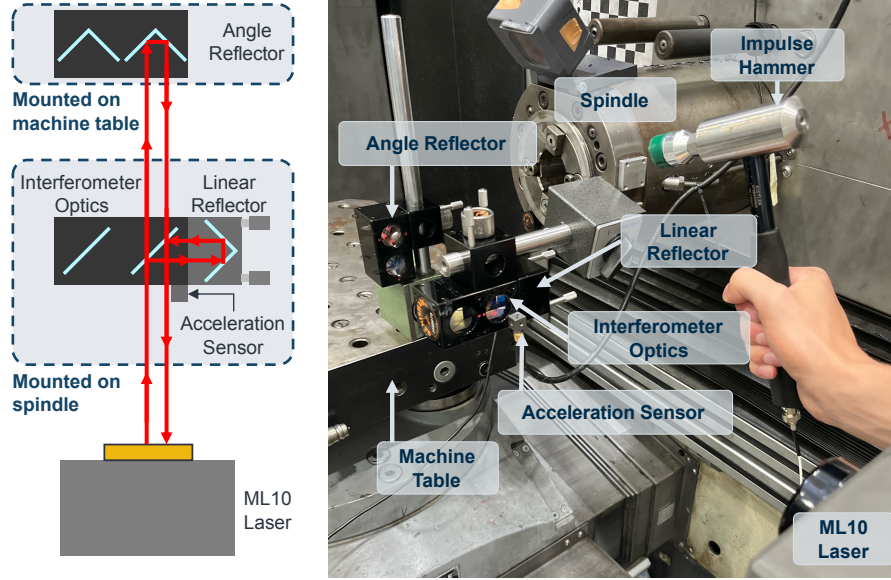 Angle
Reflector
Mounted on
machine table
Interferometer
Optics
Linear
Reflector
Acceleration
Sensor
Mounted on
spindle
ML10
Laser
Impulse
Hammer
Spindle
Angle Reflector
Linear
Reflector
Interferometer
Optics
Acceleration Sensor
Machine
Table
ML10
Laser